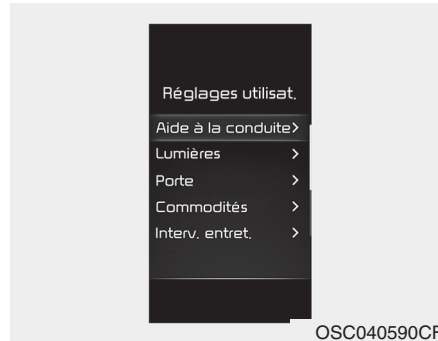 Réglages utilisat.
Aide à la conduite>
Lumières >
Porte >
Commodités >
Interv. entret. >
OSC040590CF